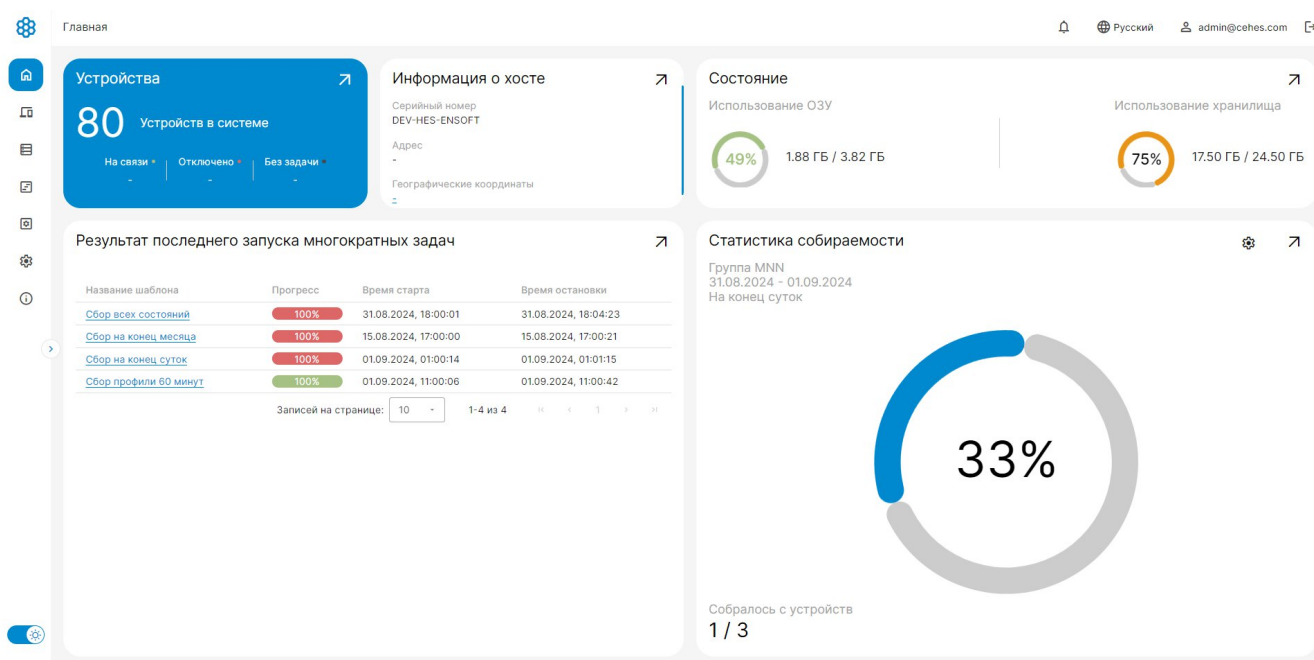 Главная
Русский
admin@cehes.com
Устройства
80 Устройств в системе
На связи Отключено Без задачи
- - -
Информация о хосте
Серийный номер
DEV-HES-ENSOFT
Адрес
-
Географические координаты
-
Состояние
Использование ОЗУ
49% 1.88 ГБ / 3.82 ГБ
Использование хранилища
75% 17.50 ГБ / 24.50 ГБ
Результат последнего запуска многократных задач
Название шаблона Прогресс Время старта Время остановки
Сбор всех состояний 100% 31.08.2024, 18:00:01 31.08.2024, 18:04:23
Сбор на конец месяца 100% 15.08.2024, 17:00:00 15.08.2024, 17:00:21
Сбор на конец суток 100% 01.09.2024, 01:00:14 01.09.2024, 01:01:15
Сбор профили 60 минут 100% 01.09.2024, 11:00:06 01.09.2024, 11:00:42
Записей на странице: 10 1-4 из 4 1
Статистика собираемости
Группа MNN
31.08.2024 - 01.09.2024
На конец суток
33%
Собралось с устройств
1 / 3